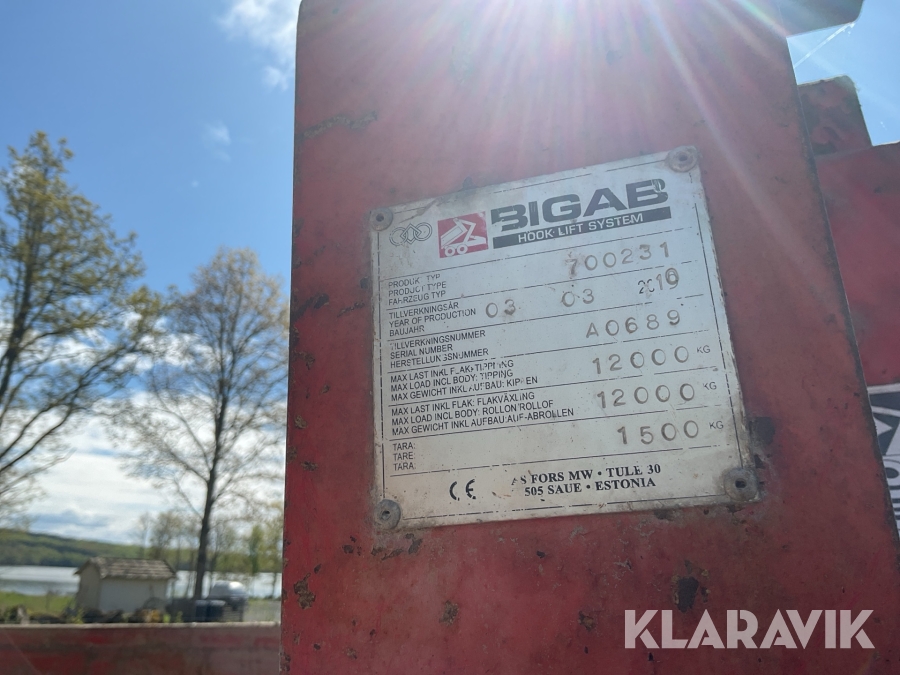 BIGAB
HOOK LIFT SYSTEM
PRODUKTTYP
PRODUCT TYPE
FAHRZEUG TYP
700231
TILLVERKNINGSÅR
YEAR OF PRODUCTION
BAUJAHR
03 03 2010
TILLVERKNINGSNUMMER
SERIAL NUMBER
HERSTELLUNGSNUMMER
A0689
MAX LAST INKL FLAK: TIPPLING
MAX LOAD INCL BODY: TIPPING
MAX GEWICHT INKL AUFBAU: KIPPEN
12000 KG
MAX LAST INKL FLAK: FLAKVÄXLING
MAX LOAD INCL BODY: ROLLON/ROLLOF
MAX GEWICHT INKL AUFBAU: AUF-ABROLLEN
12000 KG
TARA:
TARE:
TARA:
1500 KG
CE
AS FORS MW • TULE 30
505 SAUE • ESTONIA
KLARAVIK